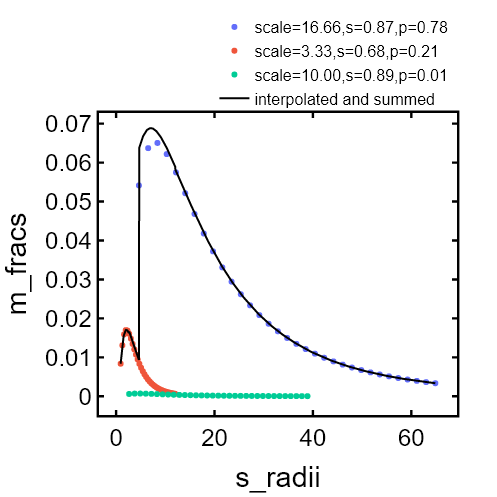 scale=16.66,s=0.87,p=0.78
scale=3.33,s=0.68,p=0.21
scale=10.00,s=0.89,p=0.01
interpolated and summed
0.07
0.06
0.05
0.04
0.03
0.02
0.01
0
m_fracs
0 20 40 60
s_radii